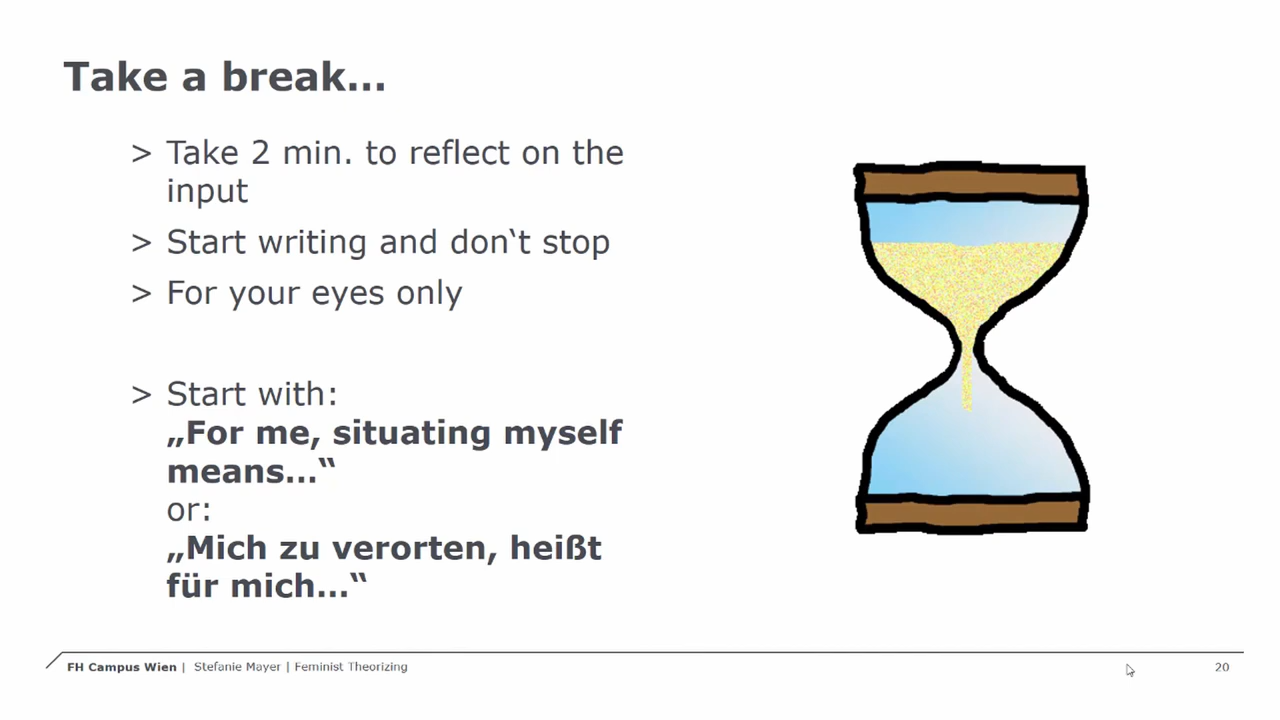 Take a break...
> Take 2 min. to reflect on the
input
> Start writing and don‘t stop
> For your eyes only
> Start with:
„For me, situating myself
means...“
or:
„Mich zu verorten, heißt
für mich...“
FH Campus Wien | Stefanie Mayer | Feminist Theorizing
20